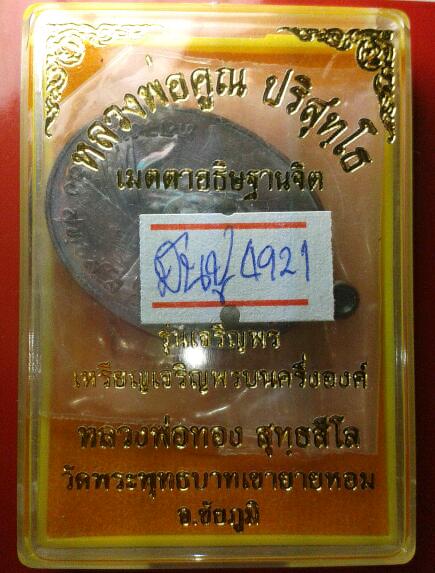 หลวงพ่อคูณ ปริสุทฺโธ
เมตตาอธิษฐานจิต
4921
รุ่นเจริญพร
เหรียญเจริญพรบนครึ่งองค์
หลวงพ่อทอง สุทฺธสีโล
วัดพระพุทธบาทเขายายหอม
จ.ชัยภูมิ